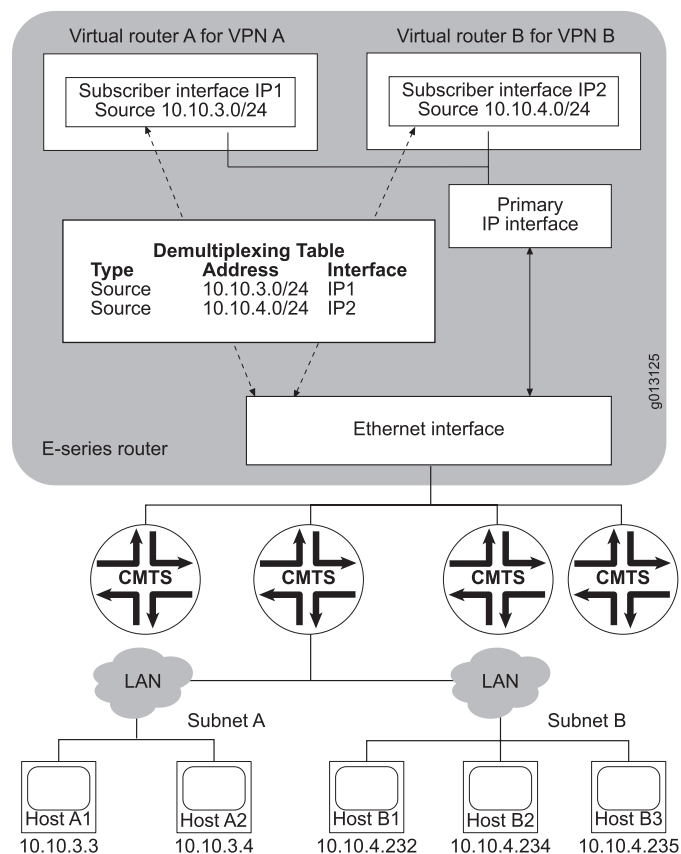 Virtual router A for VPN A
Virtual router B for VPN B
Subscriber interface IP1
Source 10.10.3.0/24
Subscriber interface IP2
Source 10.10.4.0/24
Primary
IP interface
Demultiplexing Table
Type Address Interface
Source 10.10.3.0/24 IP1
Source 10.10.4.0/24 IP2
g013125
Ethernet interface
E-series router
CMTS
CMTS
CMTS
CMTS
LAN
LAN
Subnet A
Subnet B
Host A1
Host A2
Host B1
Host B2
Host B3
10.10.3.3
10.10.3.4
10.10.4.232
10.10.4.234
10.10.4.235